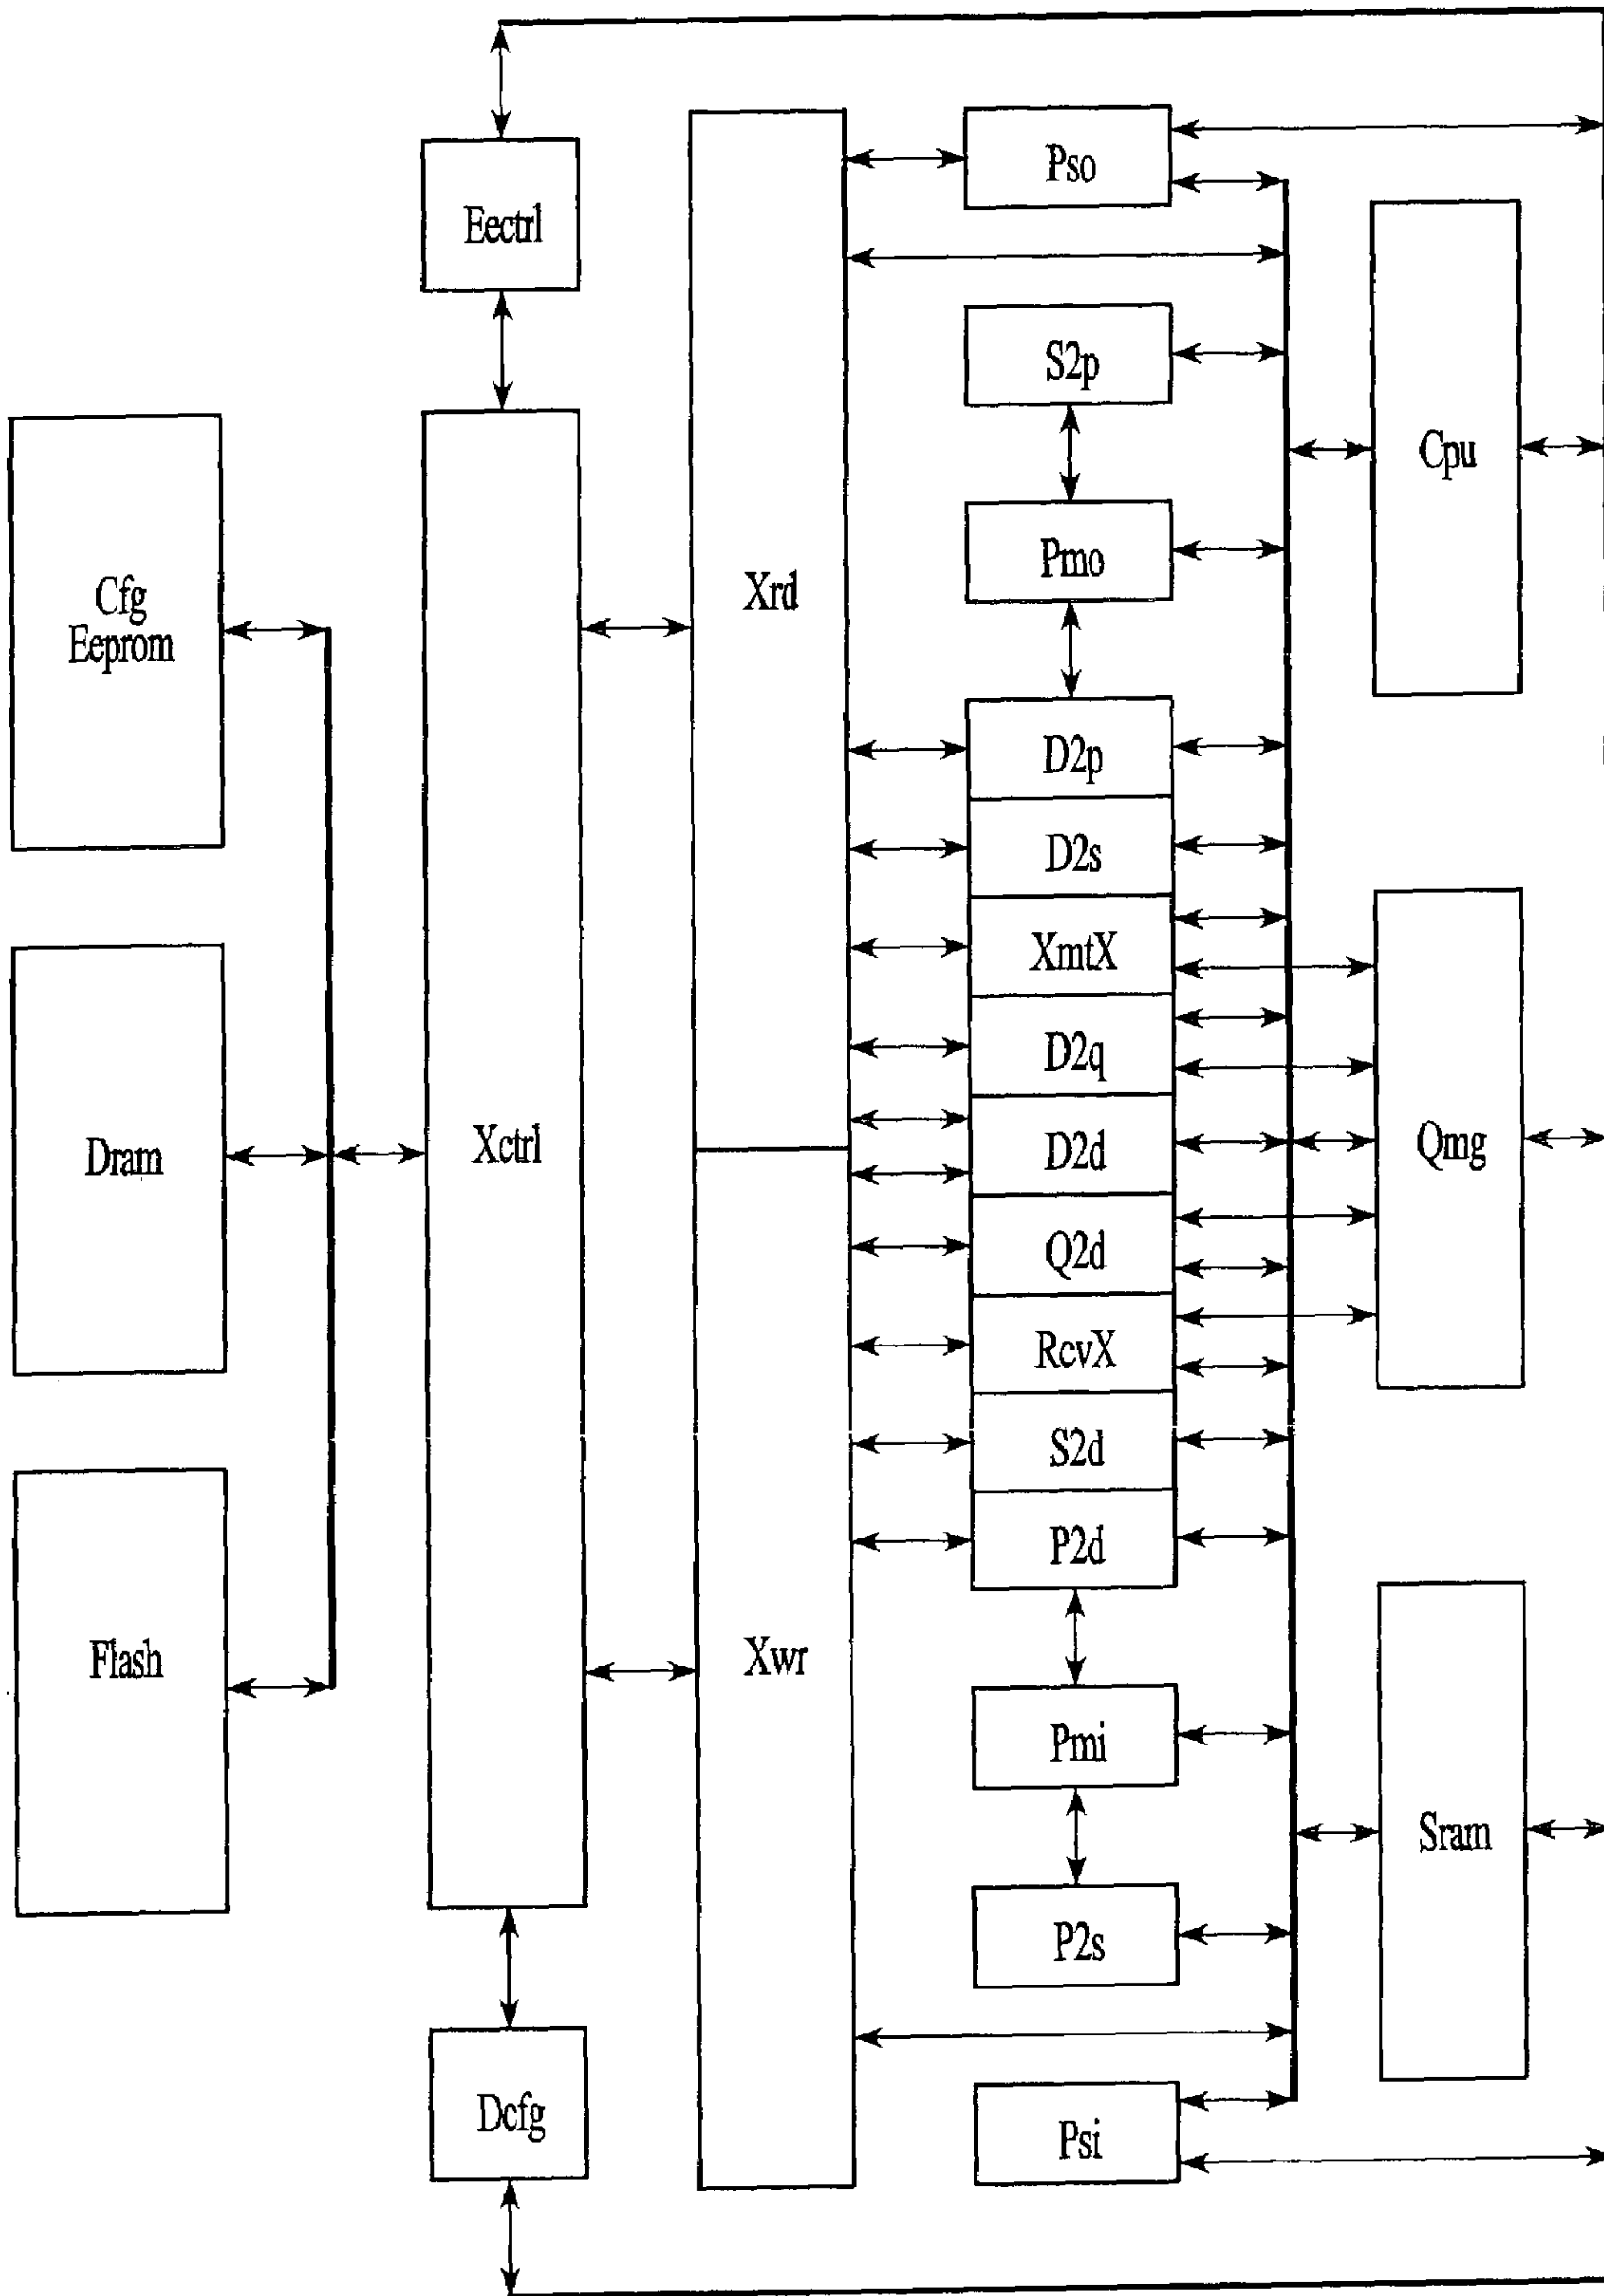 Eectrl
Pso
S2p
Cpu
Cfg
Eeprom
Xrd
Pmo
D2p
D2s
XmtX
D2q
Dram
Xctrl
D2d
Qmg
Q2d
RcvX
S2d
P2d
Flash
Xwr
Pmi
Sram
P2s
Dcfg
Psi